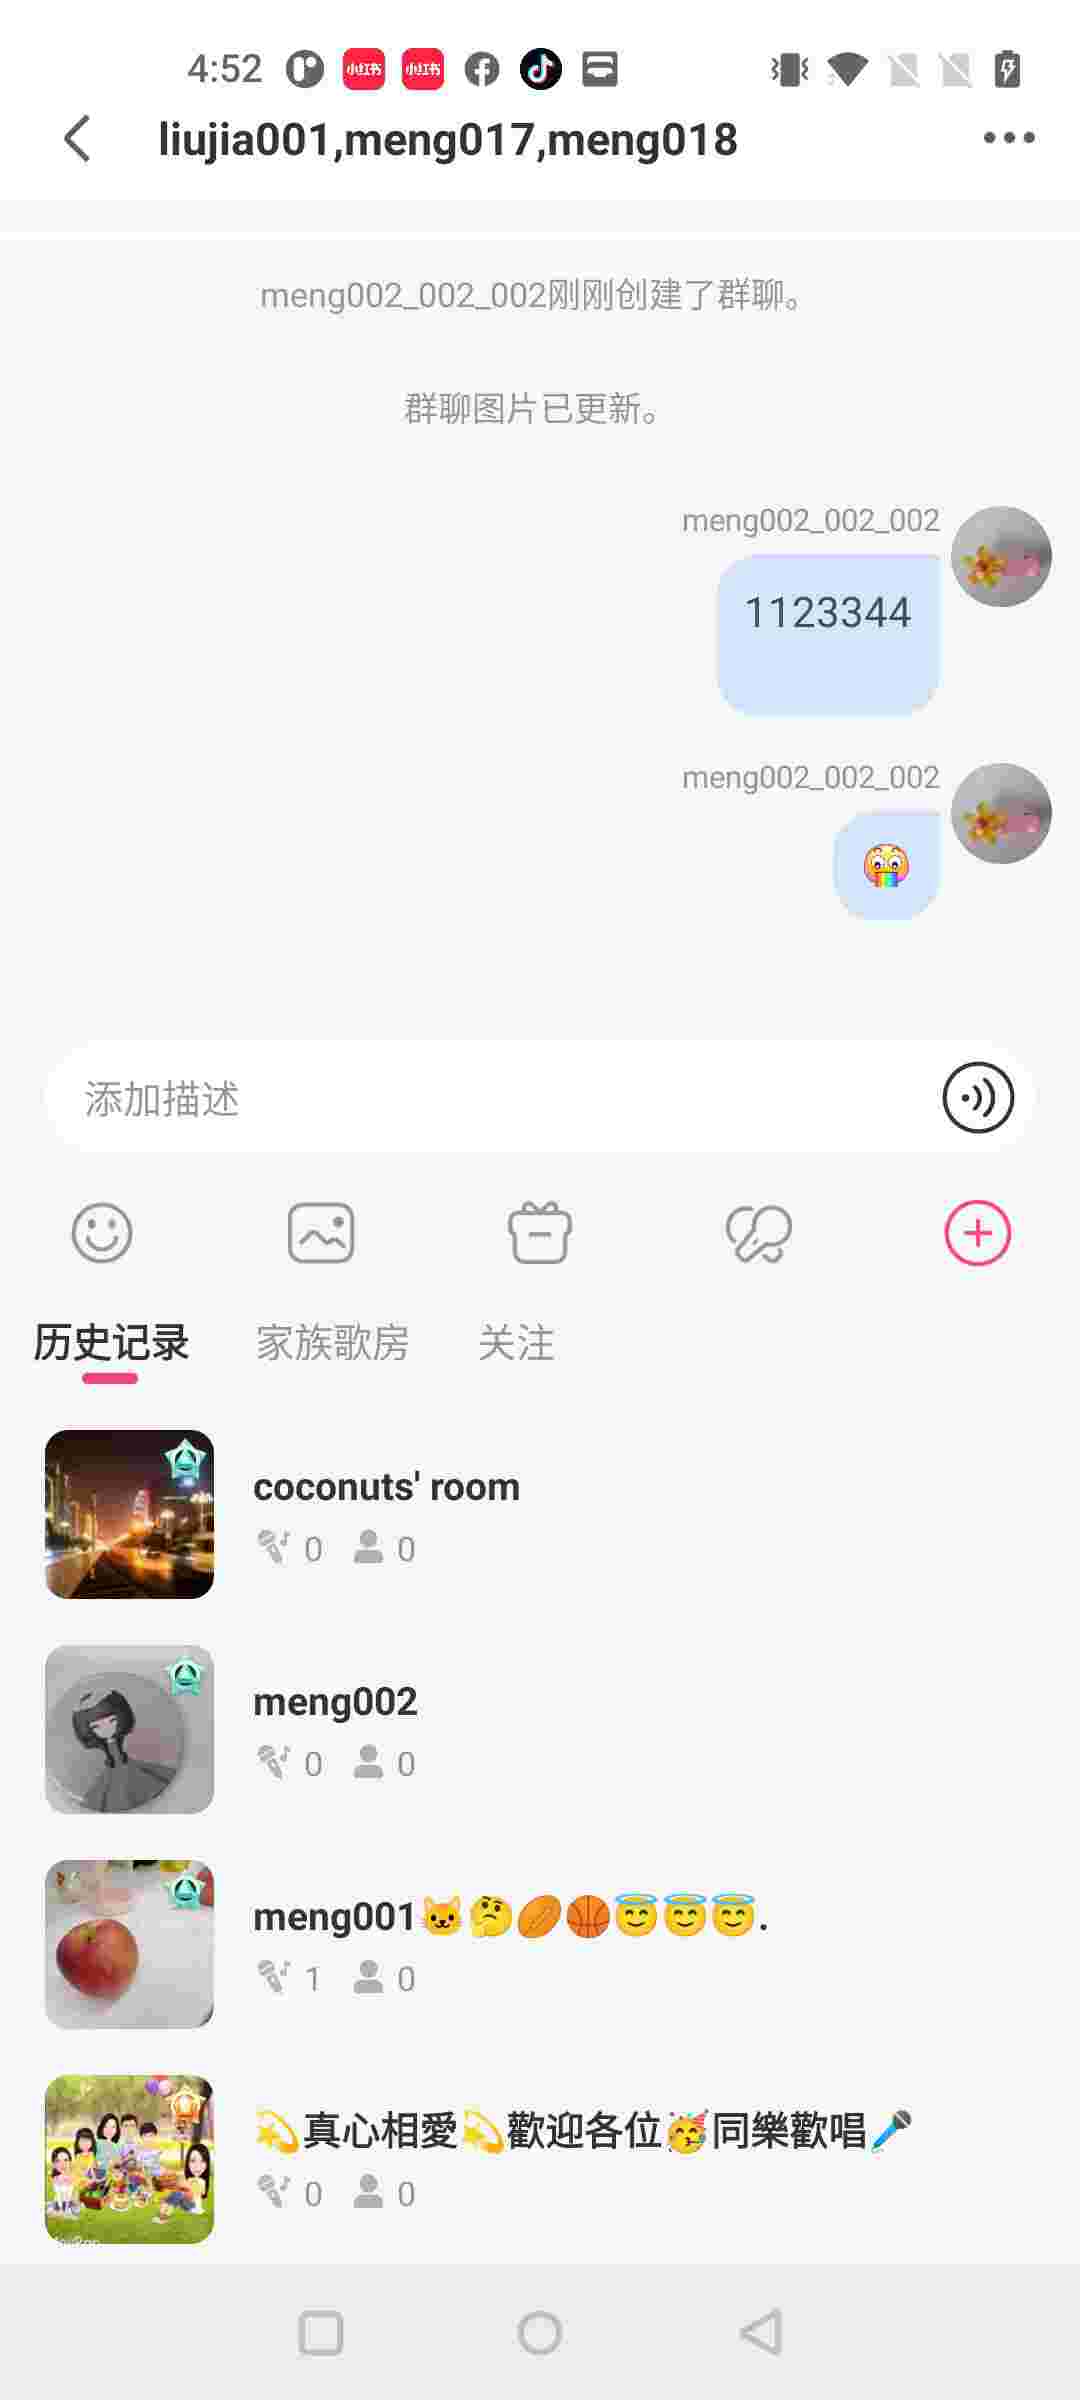 4:52
小红书 小红书
liujia001,meng017,meng018
meng002_002_002刚刚创建了群聊。
群聊图片已更新。
meng002_002_002
1123344
meng002_002_002
添加描述
历史记录 家族歌房 关注
coconuts' room
0 0
meng002
0 0
meng001🐱🤔🏉🏀😇😇😇.
1 0
💫真心相愛💫歡迎各位🥳同樂歡唱🎤
0 0